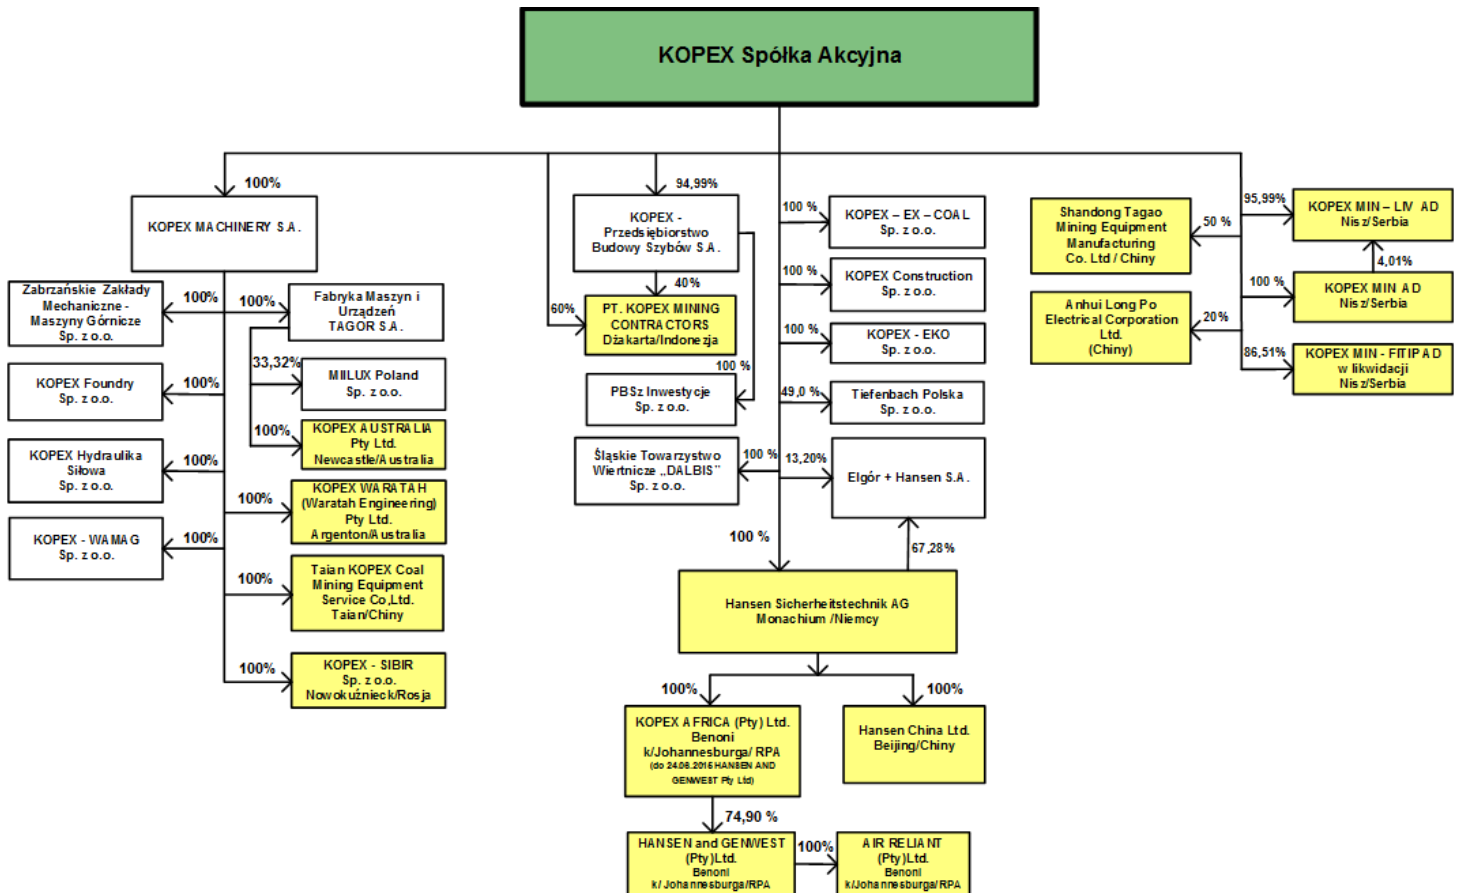 KOPEX Spółka Akcyjna
100%
KOPEX MACHINERY S.A.
Zabrzańskie Zakłady
Mechaniczne -
Maszyny Górnicze
Sp. z o.o.
100%
100%
Fabryka Maszyn i
Urządzeń
TAGOR S.A.
KOPEX Foundry
Sp. z o.o.
100%
33,32%
MIILUX Poland
Sp. z o.o.
KOPEX Hydraulika
Siłowa
Sp. z o.o.
100%
100%
KOPEX AUSTRALIA
Pty Ltd.
Newcastle/Australia
100%
KOPEX WARATAH
(Waratah Engineering)
Pty Ltd.
Argenton/Australia
KOPEX - WAMAG
Sp. z o.o.
100%
100%
Taian KOPEX Coal
Mining Equipment
Service Co,Ltd.
Taian/Chiny
100%
KOPEX - SIBIR
Sp. z o.o.
Nowokuźnieck/Rosja
94,99%
KOPEX -
Przedsiębiorstwo
Budowy Szybów S.A.
40%
60%
PT. KOPEX MINING
CONTRACTORS
Dżakarta/Indonezja
100 %
PBSz Inwestycje
Sp. z o.o.
Śląskie Towarzystwo
Wiertnicze „DALBIS”
Sp. z o.o.
100 %
100 %
KOPEX – EX – COAL
Sp. z o.o.
100 %
KOPEX Construction
Sp. z o.o.
100 %
KOPEX - EKO
Sp. z o.o.
49,0 %
Tiefenbach Polska
Sp. z o.o.
13,20%
Elgór + Hansen S.A.
67,28%
100 %
Hansen Sicherheitstechnik AG
Monachium /Niemcy
100%
100%
KOPEX AFRICA (Pty) Ltd.
Benoni
k/Johannesburga/ RPA
(do 24.06.2015 HANSEN AND
GENWEST Pty Ltd)
Hansen China Ltd.
Beijing/Chiny
74,90 %
HANSEN and GENWEST
(Pty)Ltd.
Benoni
k/ Johannesburga/RPA
100%
AIR RELIANT
(Pty)Ltd.
Benoni
k/Johannesburga/RPA
Shandong Tagao
Mining Equipment
Manufacturing
Co. Ltd / Chiny
50 %
95,99%
KOPEX MIN – LIV AD
Nisz/Serbia
4,01%
100 %
KOPEX MIN AD
Nisz/Serbia
Anhui Long Po
Electrical Corporation
Ltd.
(Chiny)
20%
86,51%
KOPEX MIN - FITIP AD
w likwidacji
Nisz/Serbia